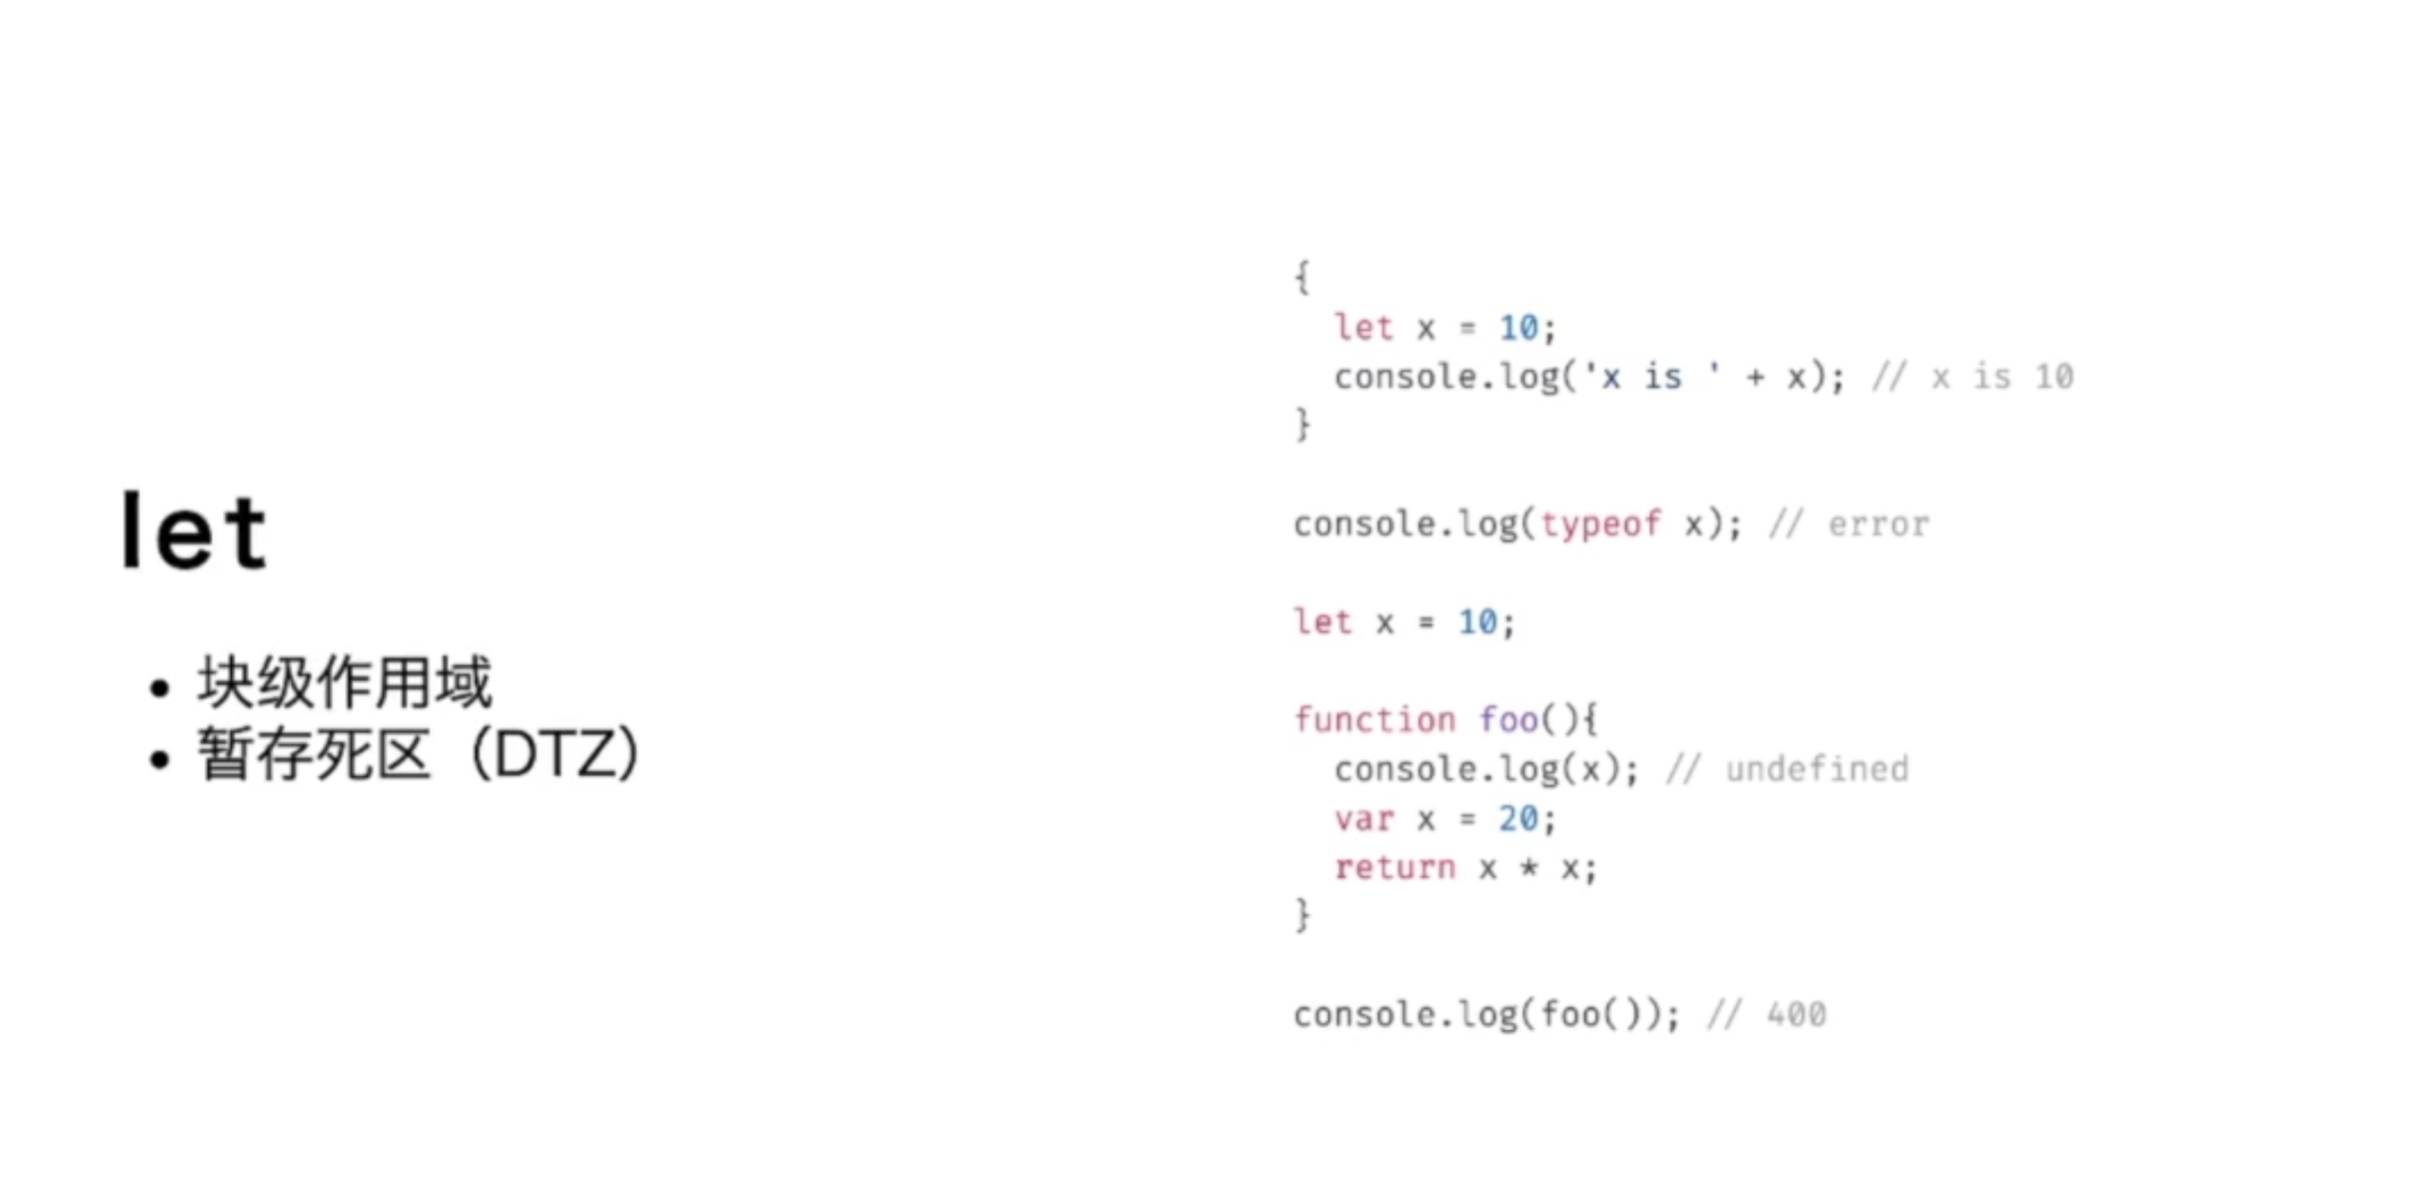 let
• 块级作用域
• 暂存死区（DTZ）
{
  let x = 10;
  console.log('x is ' + x); // x is 10
}
console.log(typeof x); // error
let x = 10;
function foo(){
  console.log(x); // undefined
  var x = 20;
  return x * x;
}
console.log(foo()); // 400